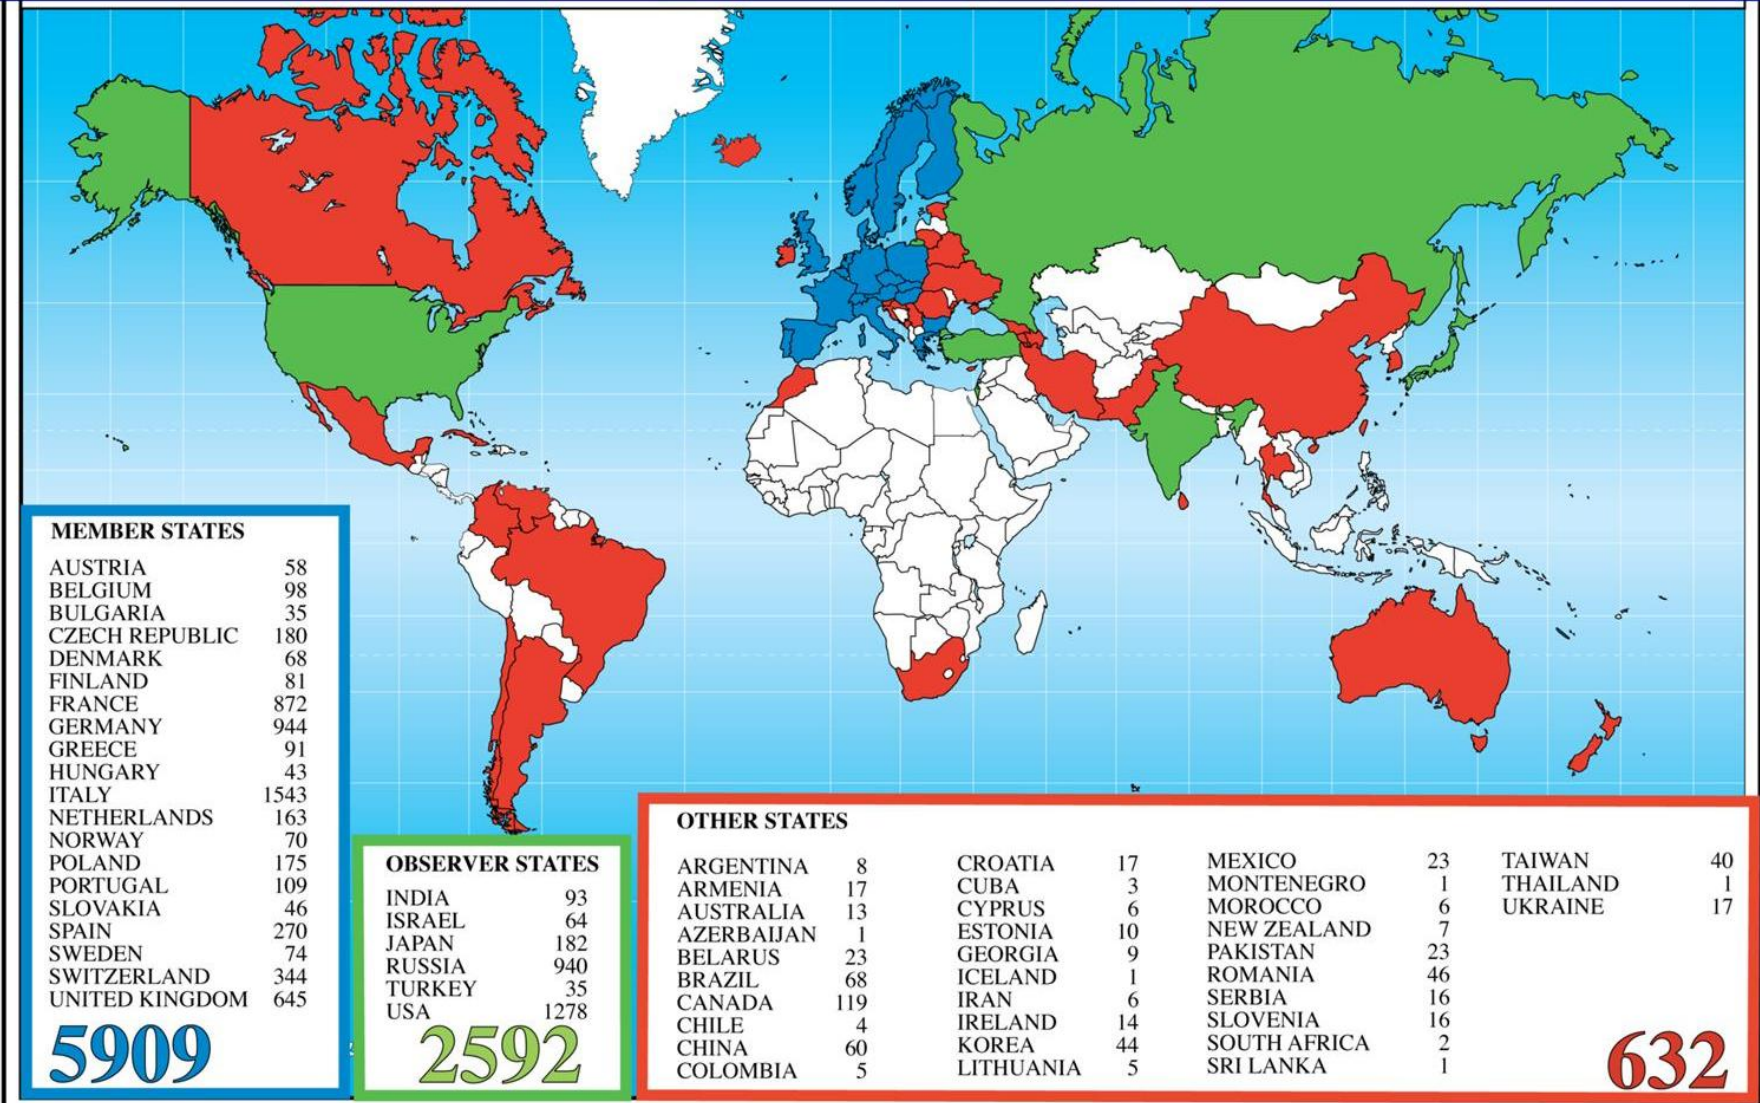 MEMBER STATES
AUSTRIA 58
BELGIUM 98
BULGARIA 35
CZECH REPUBLIC 180
DENMARK 68
FINLAND 81
FRANCE 872
GERMANY 944
GREECE 91
HUNGARY 43
ITALY 1543
NETHERLANDS 163
NORWAY 70
POLAND 175
PORTUGAL 109
SLOVAKIA 46
SPAIN 270
SWEDEN 74
SWITZERLAND 344
UNITED KINGDOM 645
5909
OBSERVER STATES
INDIA 93
ISRAEL 64
JAPAN 182
RUSSIA 940
TURKEY 35
USA 1278
2592
OTHER STATES
ARGENTINA 8
ARMENIA 17
AUSTRALIA 13
AZERBAIJAN 1
BELARUS 23
BRAZIL 68
CANADA 119
CHILE 4
CHINA 60
COLOMBIA 5
CROATIA 17
CUBA 3
CYPRUS 6
ESTONIA 10
GEORGIA 9
ICELAND 1
IRAN 6
IRELAND 14
KOREA 44
LITHUANIA 5
MEXICO 23
MONTENEGRO 1
MOROCCO 6
NEW ZEALAND 7
PAKISTAN 23
ROMANIA 46
SERBIA 16
SLOVENIA 16
SOUTH AFRICA 2
SRI LANKA 1
TAIWAN 40
THAILAND 1
UKRAINE 17
632